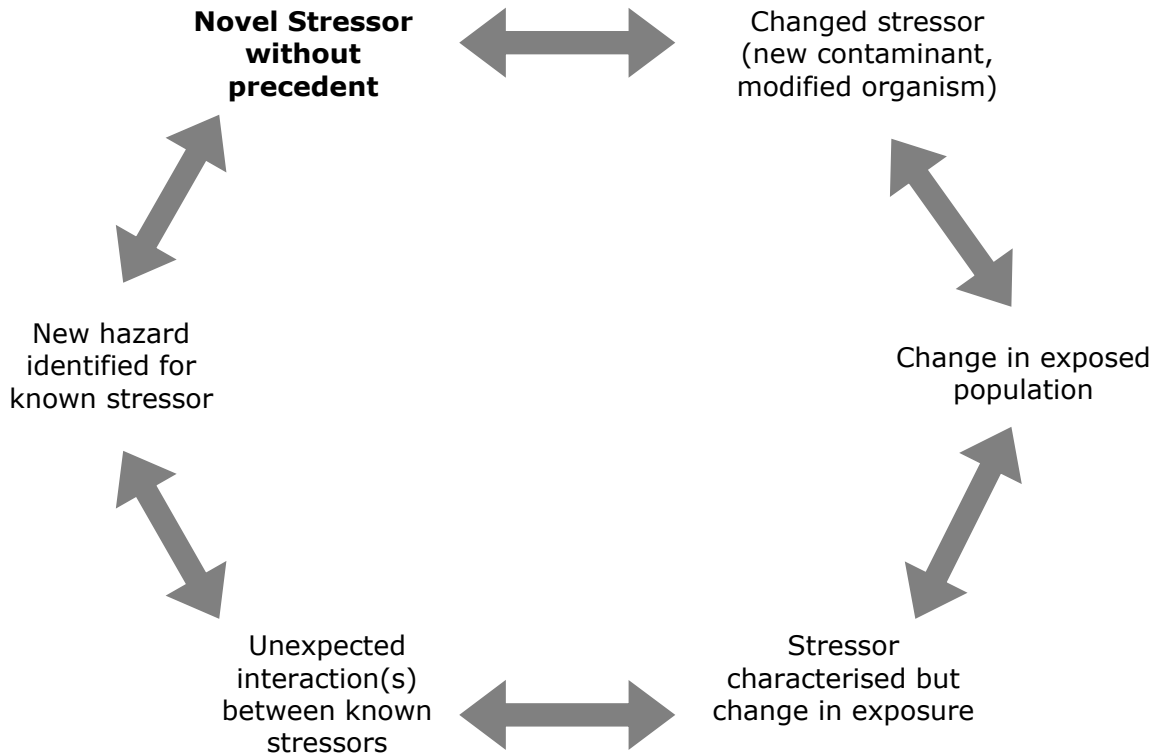 Novel Stressor
without
precedent
Changed stressor
(new contaminant,
modified organism)
New hazard
identified for
known stressor
Change in exposed
population
Unexpected
interaction(s)
between known
stressors
Stressor
characterised but
change in exposure